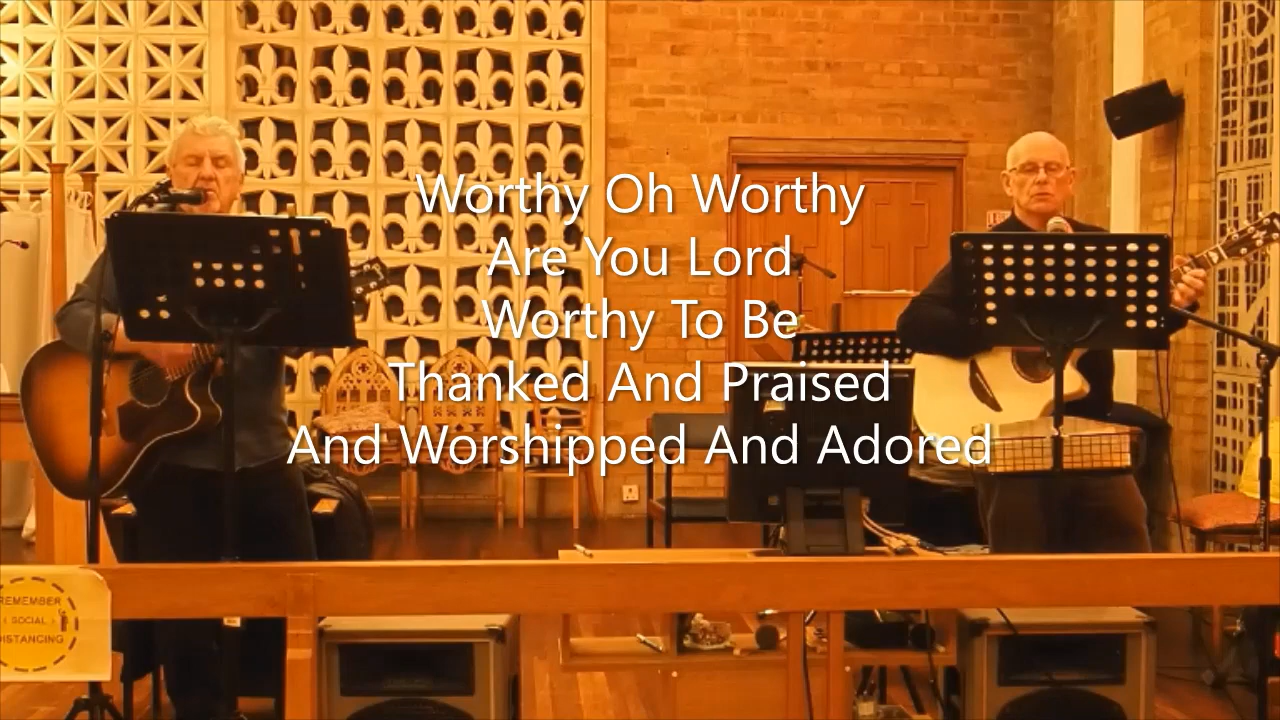 Worthy Oh Worthy
Are You Lord
Worthy To Be
Thanked And Praised
And Worshipped And Adored
REMEMBER
SOCIAL
DISTANCING